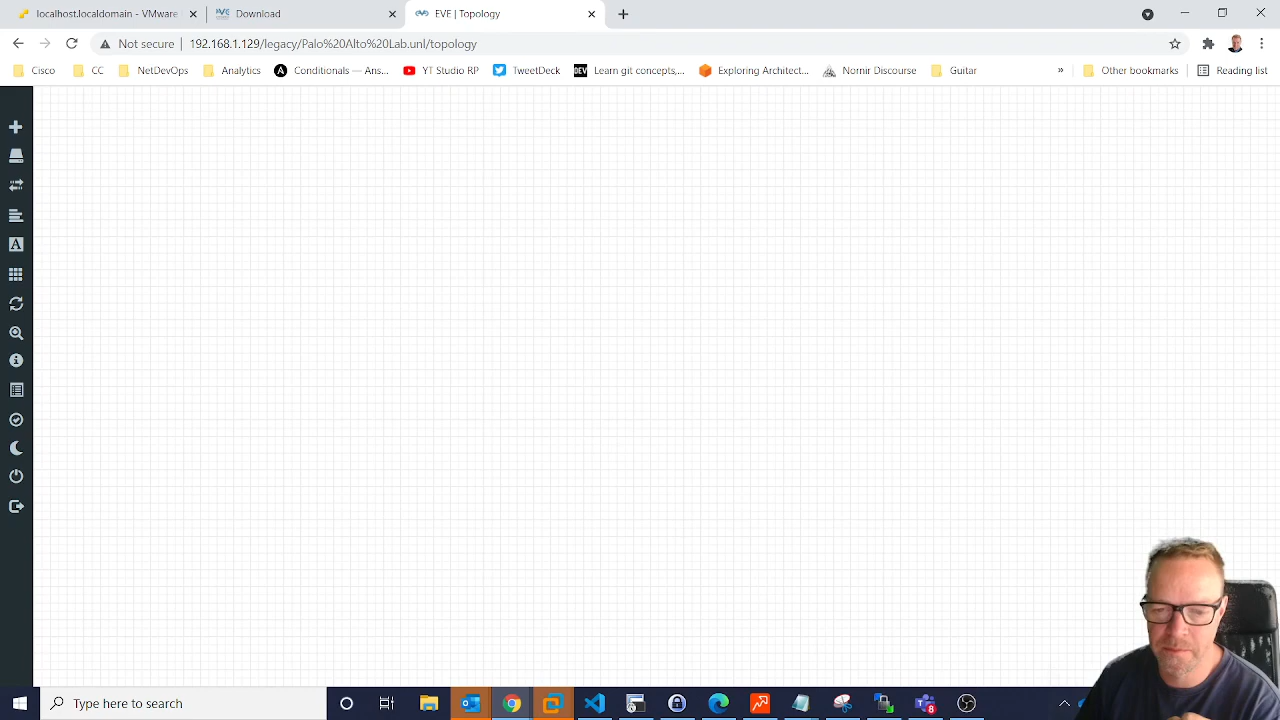 localhost.localdomain - VMware
Download
EVE | Topology
Not secure
192.168.1.129/legacy/Palo%20Alto%20Lab.unl/topology
Cisco
CC
NetDevOps
Analytics
Conditionals — Ans...
YT Studio RP
TweetDeck
DEV
Learn git concepts,...
Exploring Architect...
Nornir Discourse
Guitar
»
Other bookmarks
Reading list
A
Type here to search
8